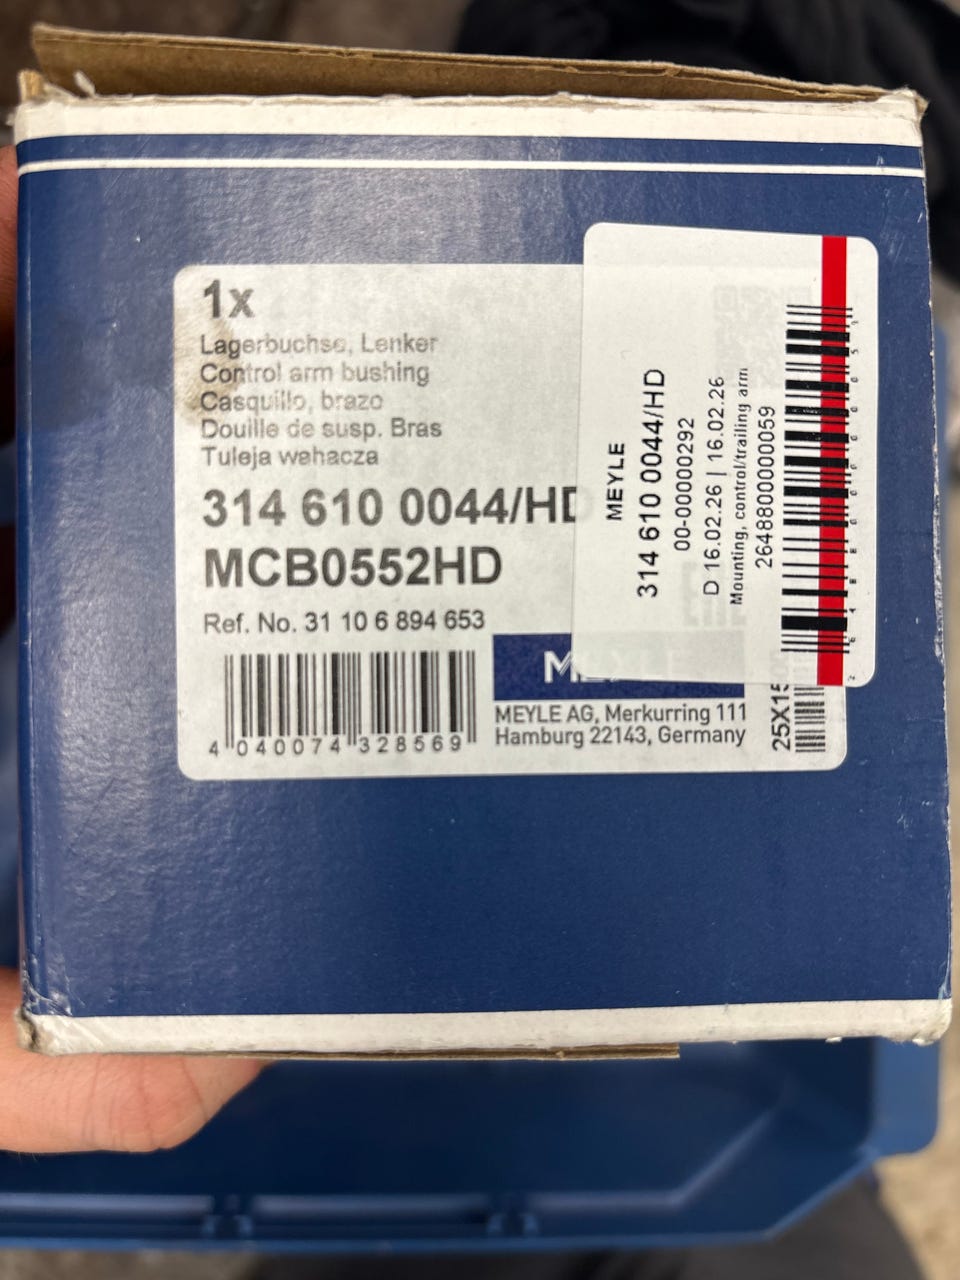 1x
Lagerbuchse, Lenker
Control arm bushing
Casquillo, brazo
Douille de susp. Bras
Tuleja wahacza
314 610 0044/HD
MCB0552HD
Ref. No. 31 10 6 894 653
4 040074 328569
MEYLE AG, Merkurring 111
Hamburg 22143, Germany
25X15
MEYLE
314 610 0044/HD
00-00000292
D 16.02.26 | 16.02.26
Mounting, control/trailing arm
2648800000059